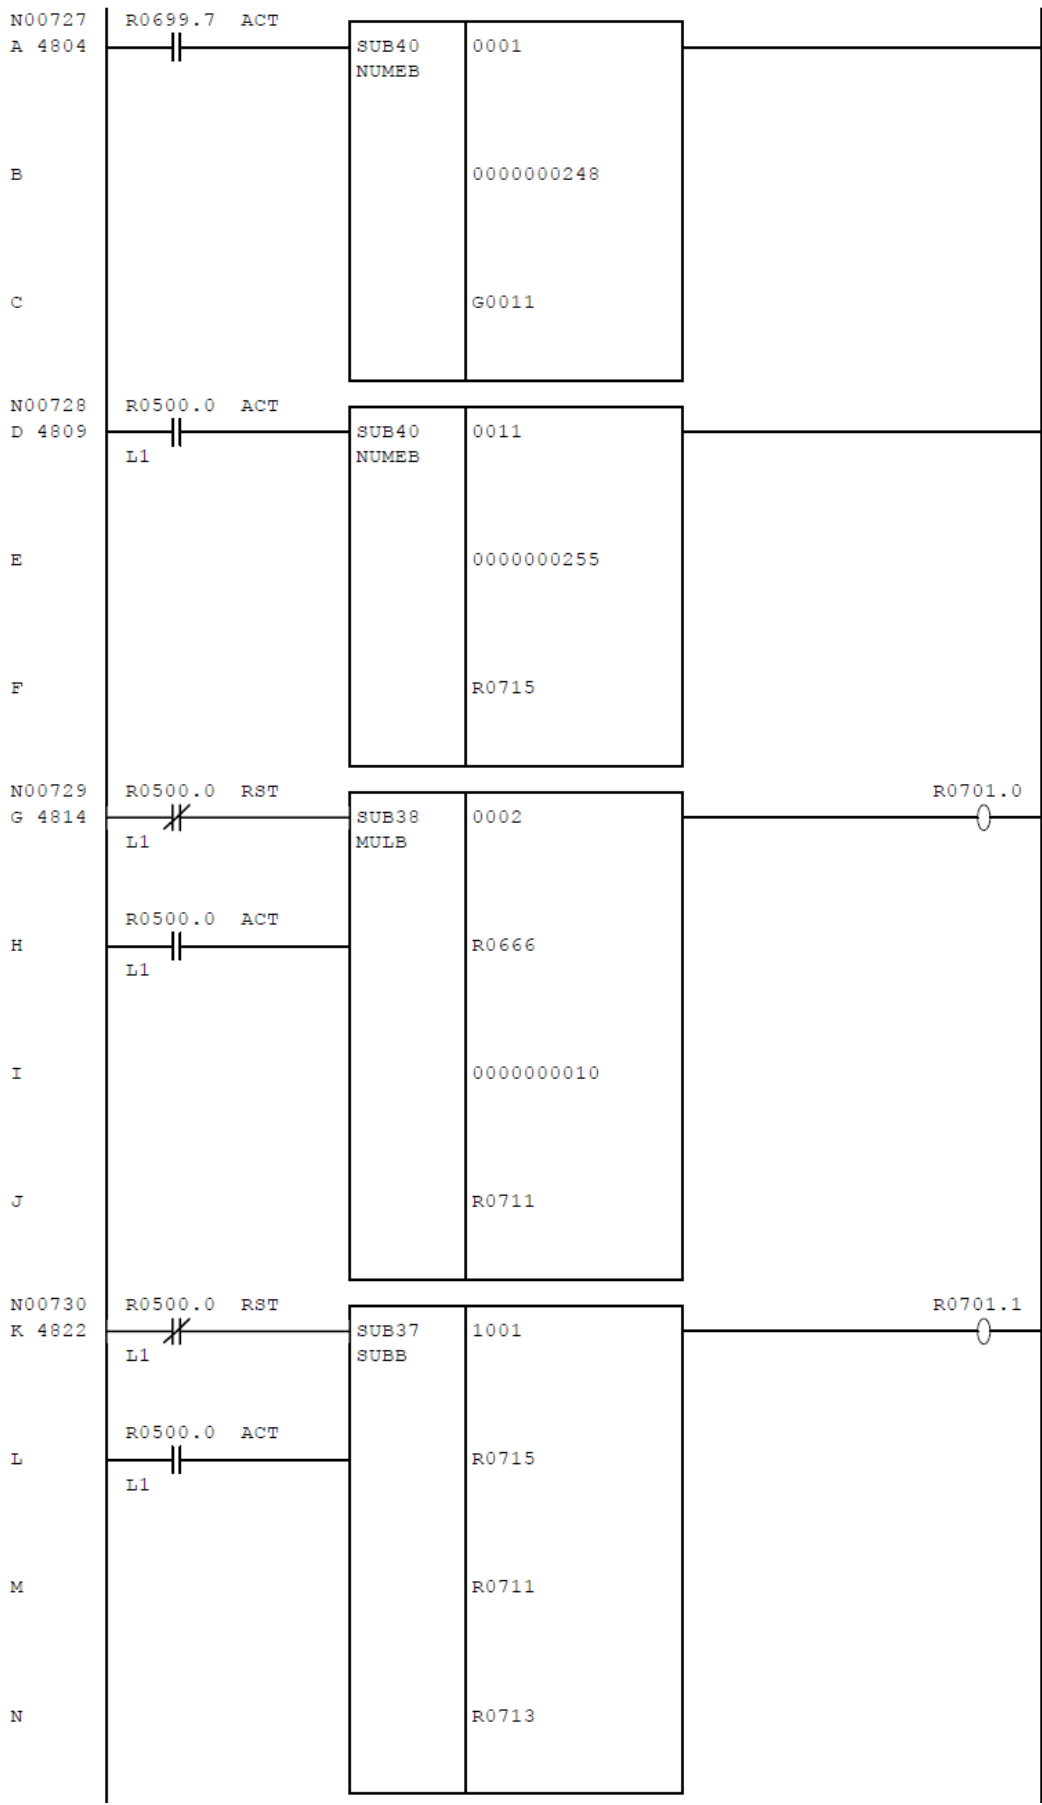 N00727 R0699.7 ACT
A 4804 SUB40 0001
NUMEB
B 0000000248
C G0011
N00728 R0500.0 ACT
D 4809 SUB40 0011
L1 NUMEB
E 0000000255
F R0715
N00729 R0500.0 RST R0701.0
G 4814 SUB38 0002
L1 MULB
R0500.0 ACT
H R0666
L1
I 0000000010
J R0711
N00730 R0500.0 RST R0701.1
K 4822 SUB37 1001
L1 SUBB
R0500.0 ACT
L R0715
L1
M R0711
N R0713